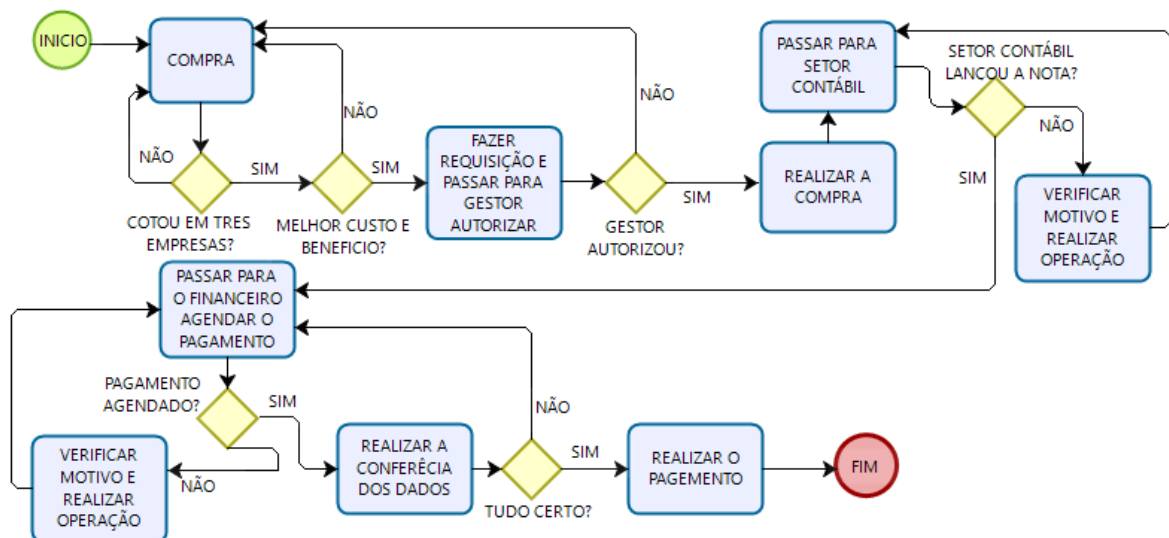 INICIO
COMPRA
NÃO
SIM
COTOU EM TRES
EMPRESAS?
NÃO
SIM
MELHOR CUSTO E
BENEFICIO?
FAZER
REQUISIÇÃO E
PASSAR PARA
GESTOR
AUTORIZAR
NÃO
SIM
GESTOR
AUTORIZOU?
REALIZAR A
COMPRA
PASSAR PARA
SETOR
CONTÁBIL
SETOR CONTÁBIL
LANCOU A NOTA?
NÃO
SIM
VERIFICAR
MOTIVO E
REALIZAR
OPERAÇÃO
PASSAR PARA
O FINANCEIRO
AGENDAR O
PAGAMENTO
PAGAMENTO
AGENDADO?
SIM
NÃO
VERIFICAR
MOTIVO E
REALIZAR
OPERAÇÃO
REALIZAR A
CONFERÊCIA
DOS DADOS
NÃO
SIM
TUDO CERTO?
REALIZAR O
PAGEMENTO
FIM